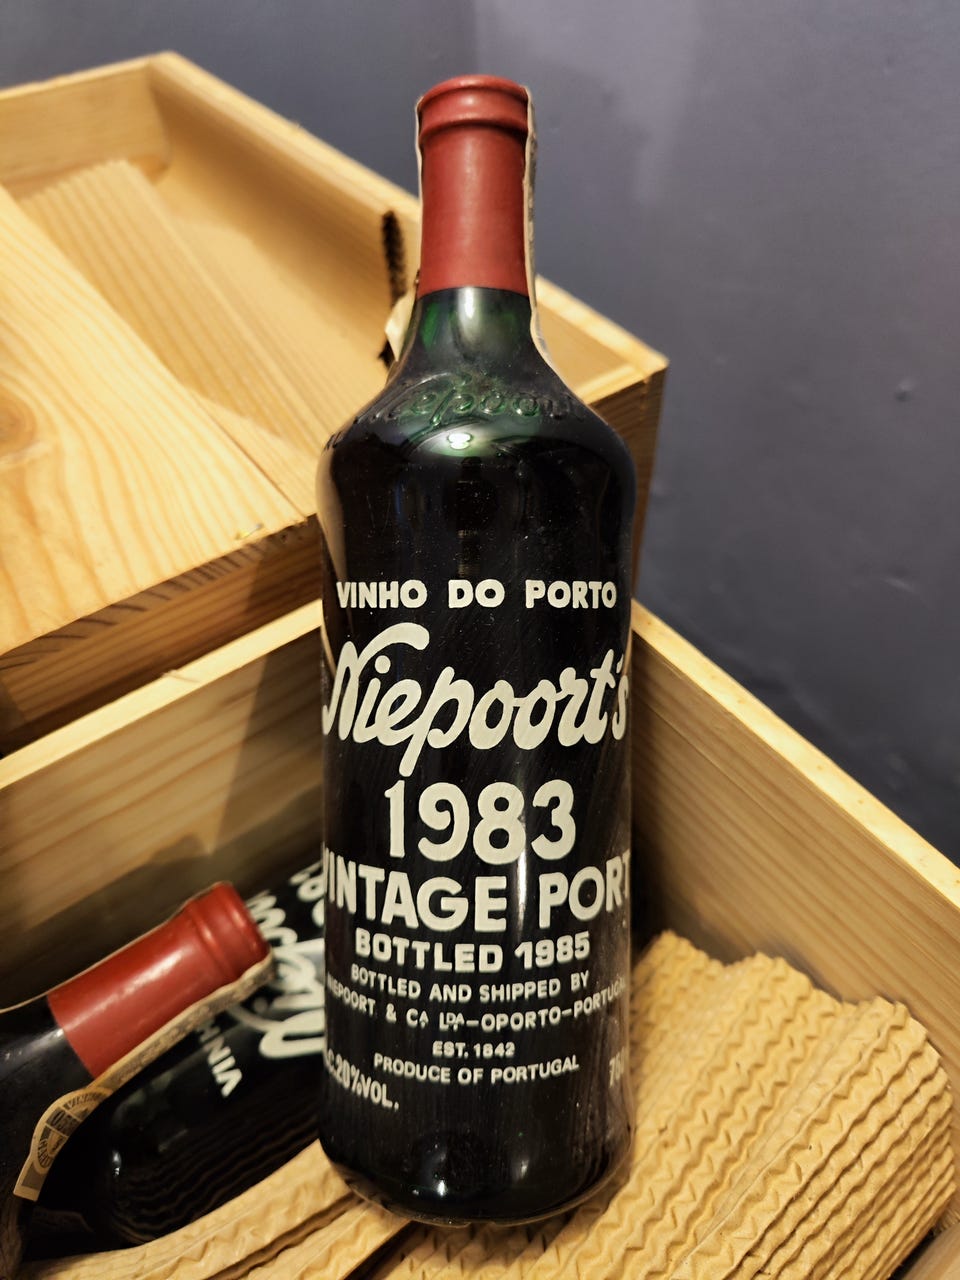 Niepoort
VINHO DO PORTO
Niepoort's
1983
VINTAGE PORT
BOTTLED 1985
BOTTLED AND SHIPPED BY
NIEPOORT & CA LDA-OPORTO-PORTUGAL
EST. 1842
PRODUCE OF PORTUGAL
20%VOL.